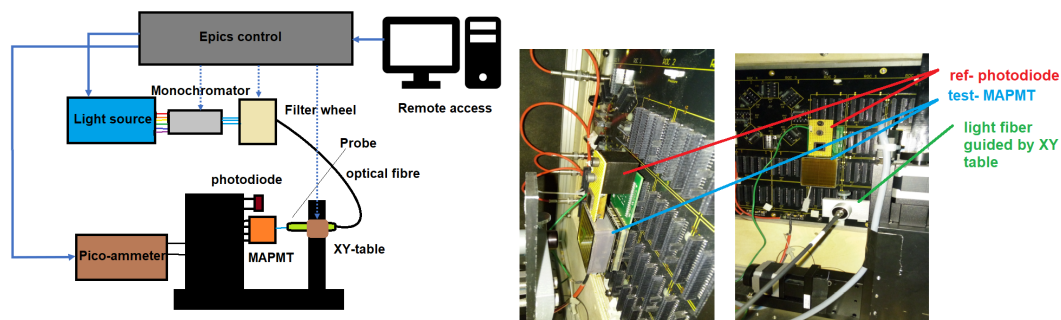 Epics control
Monochromator
Light source
Filter wheel
Remote access
Probe
optical fibre
photodiode
Pico-ammeter
MAPMT
XY-table
ref- photodiode
test- MAPMT
light fiber
guided by XY
table